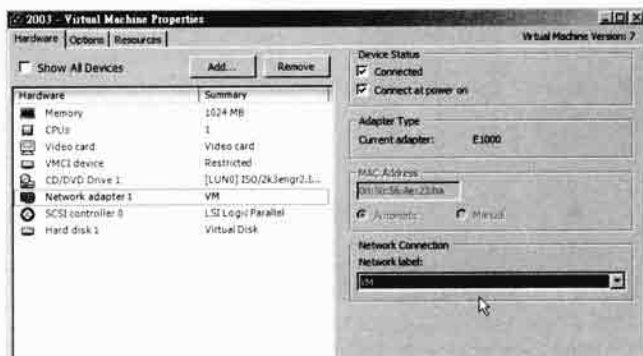 2003 - Virtual Machine Properties
Hardware Options Resources
Virtual Machine Version: 7
Show All Devices
Add...
Remove
Hardware Summary
Memory 1024 MB
CPUs 1
Video card Video card
VMCI device Restricted
CD/DVD Drive 1 [LUN0] ISO/2k3engr2.i...
Network adapter 1 VM
SCSI controller 0 LSI Logic Parallel
Hard disk 1 Virtual Disk
Device Status
Connected
Connect at power on
Adapter Type
Current adapter: E1000
MAC Address
Automatic Manual
Network Connection
Network label:
VM